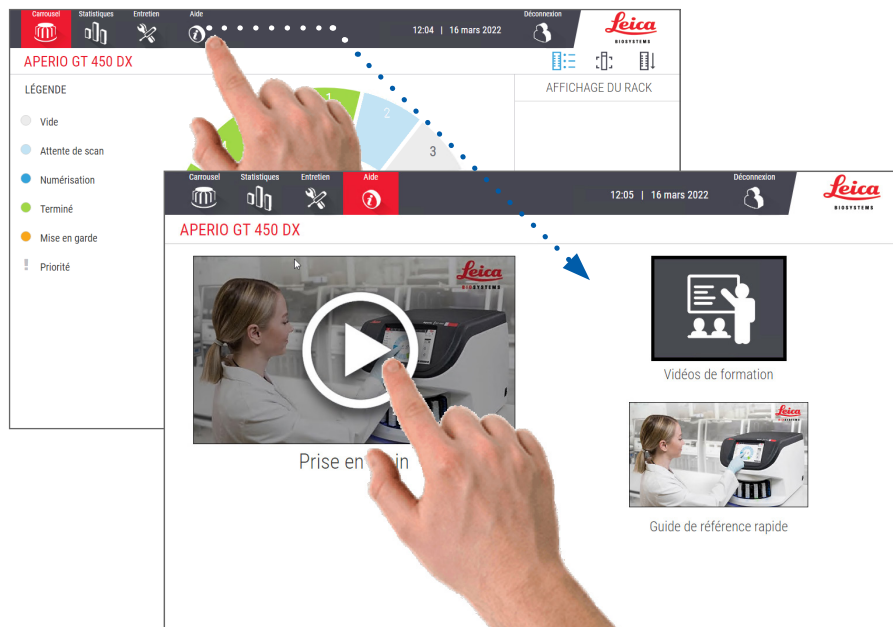 Carrousel Statistiques Entretien Aide
12:04 | 16 mars 2022
Déconnexion
Leica
BIOSYSTEMS
APERIO GT 450 DX
LÉGENDE
Vide
Attente de scan
Numérisation
Terminé
Mise en garde
Priorité
1
2
3
AFFICHAGE DU RACK
Carrousel Statistiques Entretien Aide
12:05 | 16 mars 2022
Déconnexion
Leica
BIOSYSTEMS
APERIO GT 450 DX
Leica
BIOSYSTEMS
Prise en in
Vidéos de formation
Leica
BIOSYSTEMS
Guide de référence rapide